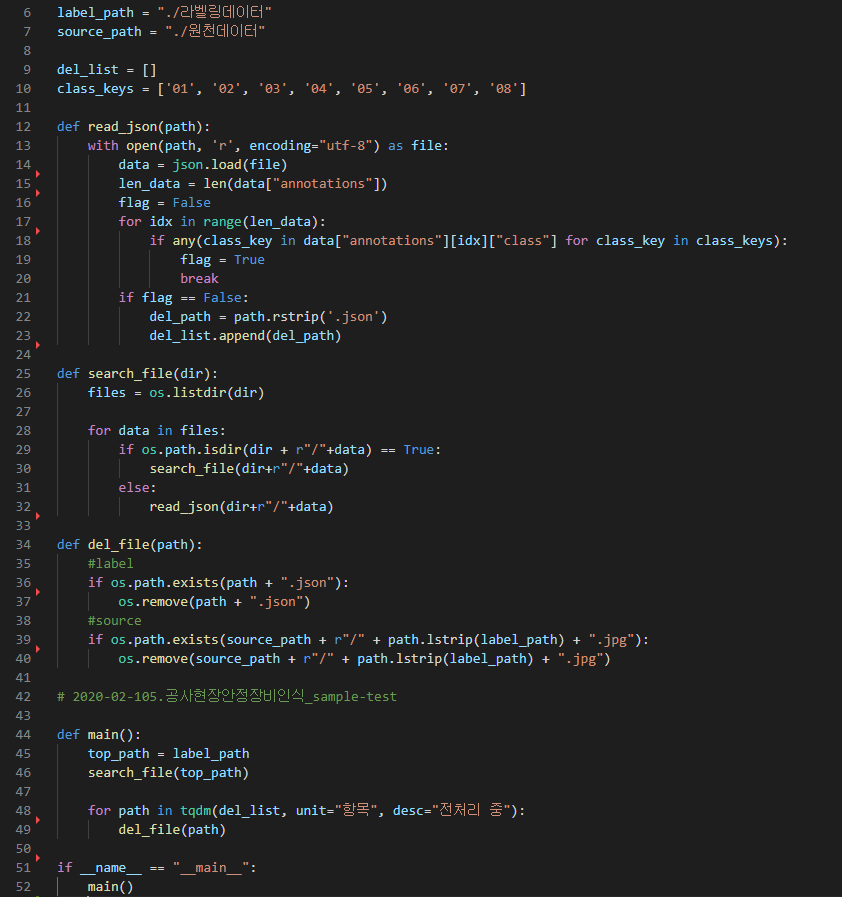 6 label_path = "./라벨링데이터"
7 source_path = "./원천데이터"
8
9 del_list = []
10 class_keys = ['01', '02', '03', '04', '05', '06', '07', '08']
11
12 def read_json(path):
13     with open(path, 'r', encoding="utf-8") as file:
14         data = json.load(file)
15         len_data = len(data["annotations"])
16         flag = False
17         for idx in range(len_data):
18             if any(class_key in data["annotations"][idx]["class"] for class_key in class_keys):
19                 flag = True
20                 break
21         if flag == False:
22             del_path = path.rstrip('.json')
23             del_list.append(del_path)
24
25 def search_file(dir):
26     files = os.listdir(dir)
27
28     for data in files:
29         if os.path.isdir(dir + r"/"+data) == True:
30             search_file(dir+r"/"+data)
31         else:
32             read_json(dir+r"/"+data)
33
34 def del_file(path):
35     #label
36     if os.path.exists(path + ".json"):
37         os.remove(path + ".json")
38     #source
39     if os.path.exists(source_path + r"/" + path.lstrip(label_path) + ".jpg"):
40         os.remove(source_path + r"/" + path.lstrip(label_path) + ".jpg")
41
42 # 2020-02-105.공사현장안정장비인식_sample-test
43
44 def main():
45     top_path = label_path
46     search_file(top_path)
47
48     for path in tqdm(del_list, unit="항목", desc="전처리 중"):
49         del_file(path)
50
51 if __name__ == "__main__":
52     main()